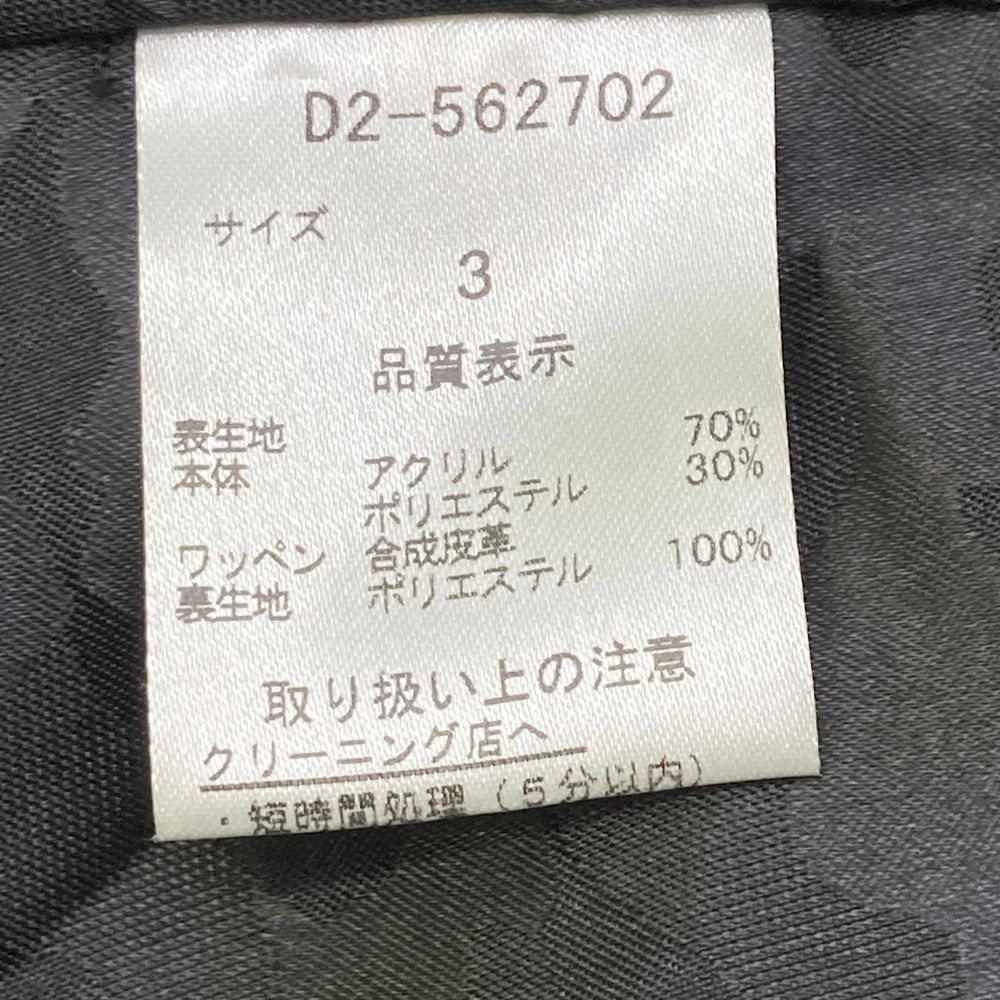 D2-562702
サイズ
3
品質表示
表生地
本体 アクリル 70%
ポリエステル 30%
ワッペン 合成皮革
裏生地 ポリエステル 100%
取り扱い上の注意
クリーニング店へ
・短時間処理(5分以内)